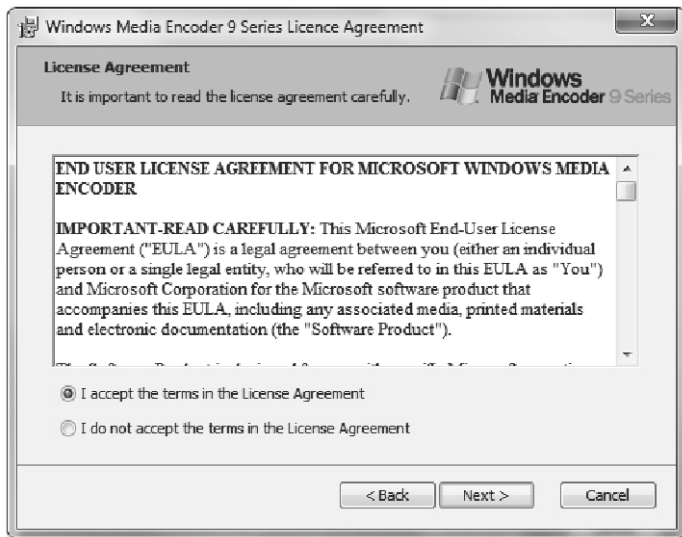 Windows Media Encoder 9 Series Licence Agreement
X
License Agreement
It is important to read the license agreement carefully.
Windows
Media Encoder 9 Series
END USER LICENSE AGREEMENT FOR MICROSOFT WINDOWS MEDIA
ENCODER
IMPORTANT-READ CAREFULLY: This Microsoft End-User License
Agreement ("EULA") is a legal agreement between you (either an individual
person or a single legal entity, who will be referred to in this EULA as "You")
and Microsoft Corporation for the Microsoft software product that
accompanies this EULA, including any associated media, printed materials
and electronic documentation (the "Software Product").
I accept the terms in the License Agreement
I do not accept the terms in the License Agreement
< Back
Next >
Cancel